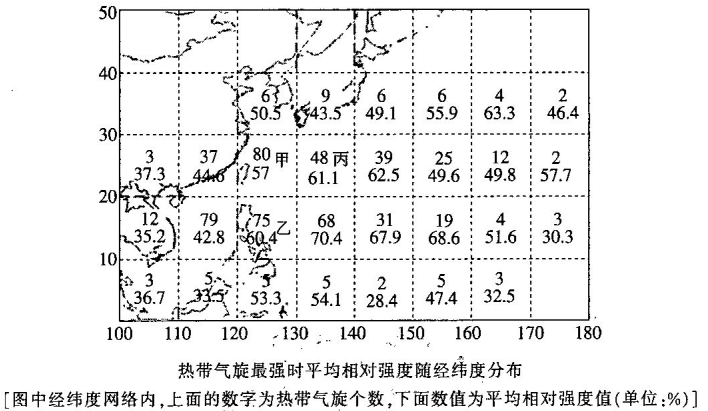 50
40
6 9 6 6 4 2
50.5 43.5 49.1 55.9 63.3 46.4
30
3 37 80 甲 48 丙 39 25 12 2
37.3 44.6 57 61.1 62.5 49.6 49.8 57.7
20
12 79 75 乙 68 31 19 4 3
35.2 42.8 60.4 70.4 67.9 68.6 51.6 30.3
10
3 5 5 5 2 5 3
36.7 33.5 53.3 54.1 28.4 47.4 32.5
100 110 120 130 140 150 160 170 180
热带气旋最强时平均相对强度随经纬度分布
[图中经纬度网络内,上面的数字为热带气旋个数,下面数值为平均相对强度值(单位:%)]